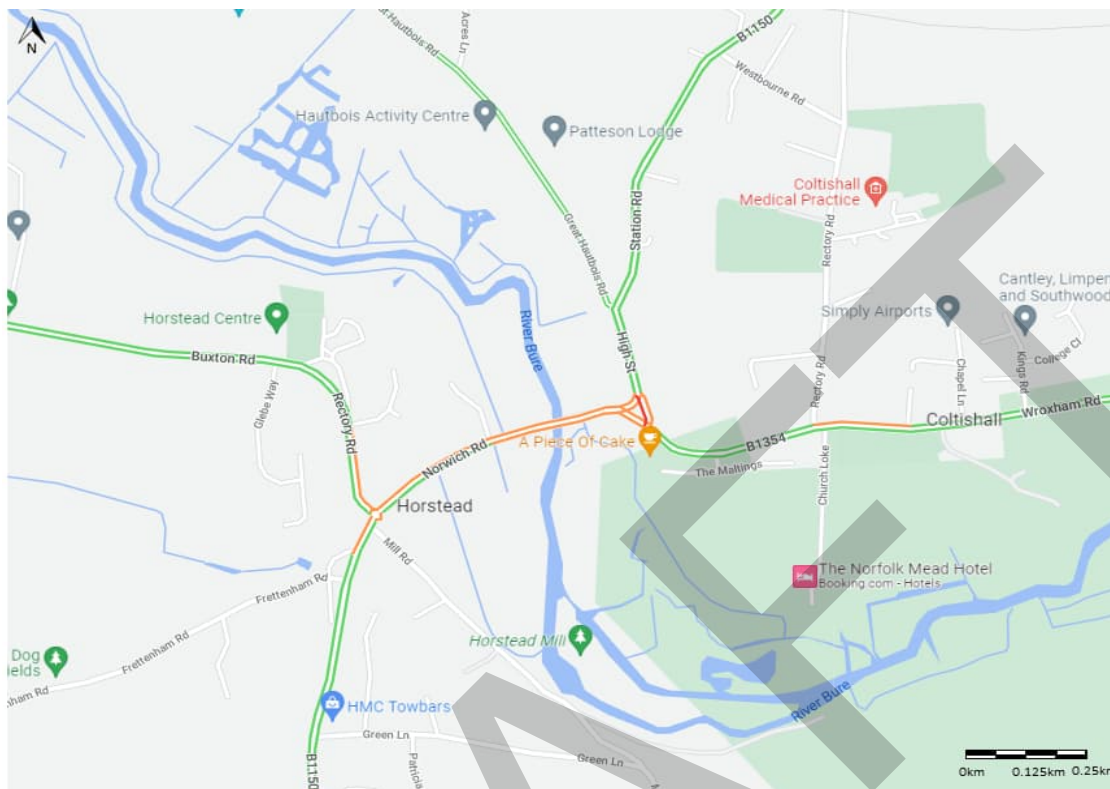 N
Great Hautbois Rd
Acres Ln
B1150
Westbourne Rd
Hautbois Activity Centre
Patteson Lodge
Coltishall
Medical Practice
Station Rd
Rectory Rd
Great Hautbois Rd
Cantley, Limpen
and Southwood
Simply Airports
Horstead Centre
River Bure
High St
Buxton Rd
College Cl
Kings Rd
Chapel Ln
Rectory Rd
Glebe Way
Rectory Rd
Coltishall
Wroxham Rd
A Piece Of Cake
B1354
Norwich Rd
The Maltings
Church Loke
Horstead
Mill Rd
The Norfolk Mead Hotel
Booking.com - Hotels
Frettenham Rd
Horstead Mill
Dog
ields
Frettenham Rd
nham Rd
River Bure
HMC Towbars
Green Ln
Green Ln
B1150
Patricia
0km 0.125km 0.25km